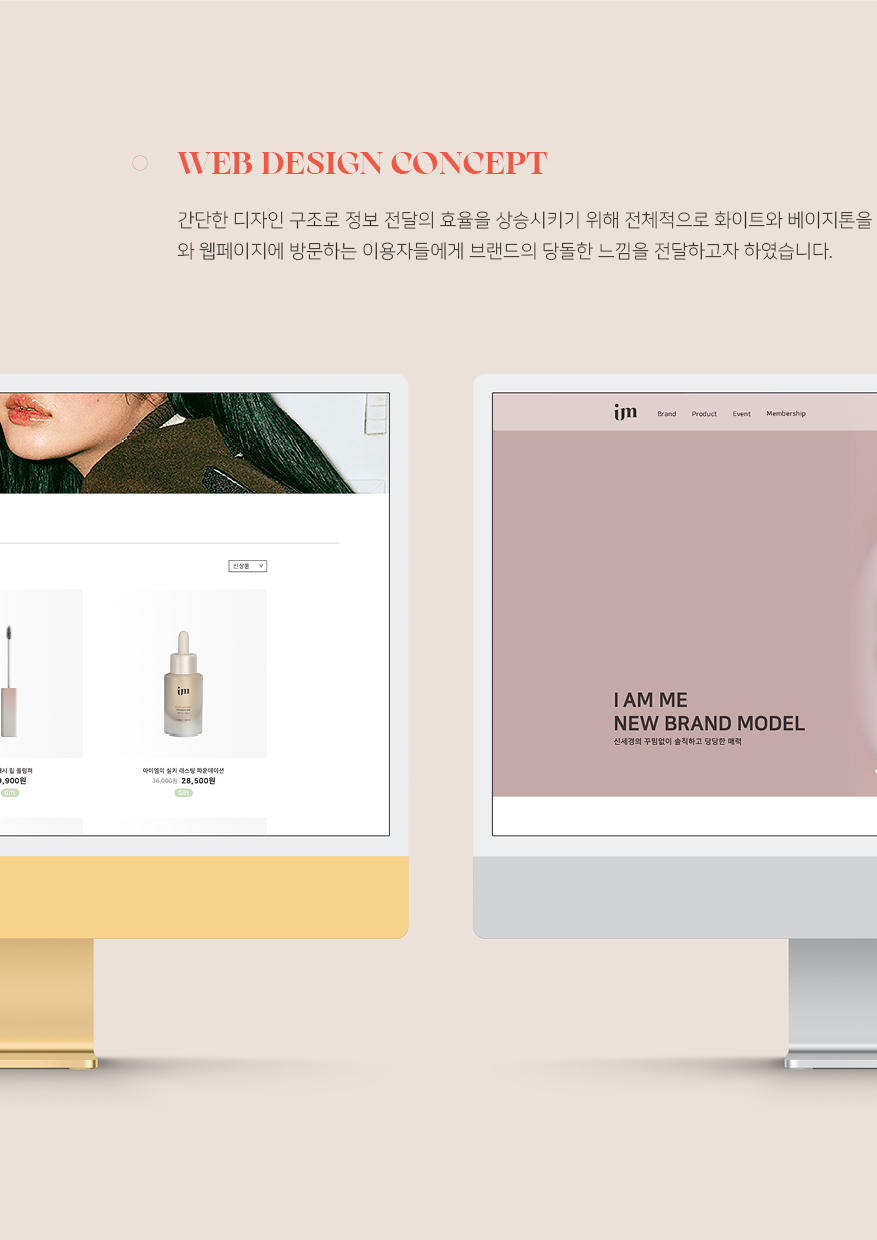 WEB DESIGN CONCEPT
간단한 디자인 구조로 정보 전달의 효율을 상승시키기 위해 전체적으로 화이트와 베이지톤을
와 웹페이지에 방문하는 이용자들에게 브랜드의 당돌한 느낌을 전달하고자 하였습니다.
im Brand Product Event Membership
신상품
im
I AM ME
NEW BRAND MODEL
신세경의 꾸밈없이 솔직하고 당당한 매력
래시 립 플럼퍼
9,900원
Gift
아이엠미 실키 래스팅 파운데이션
36,000원 28,500원
Gift